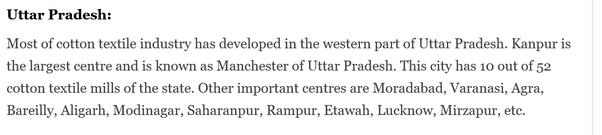 Uttar Pradesh:
Most of cotton textile industry has developed in the western part of Uttar Pradesh. Kanpur is
the largest centre and is known as Manchester of Uttar Pradesh. This city has 10 out of 52
cotton textile mills of the state. Other important centres are Moradabad, Varanasi, Agra,
Bareilly, Aligarh, Modinagar, Saharanpur, Rampur, Etawah, Lucknow, Mirzapur, etc.